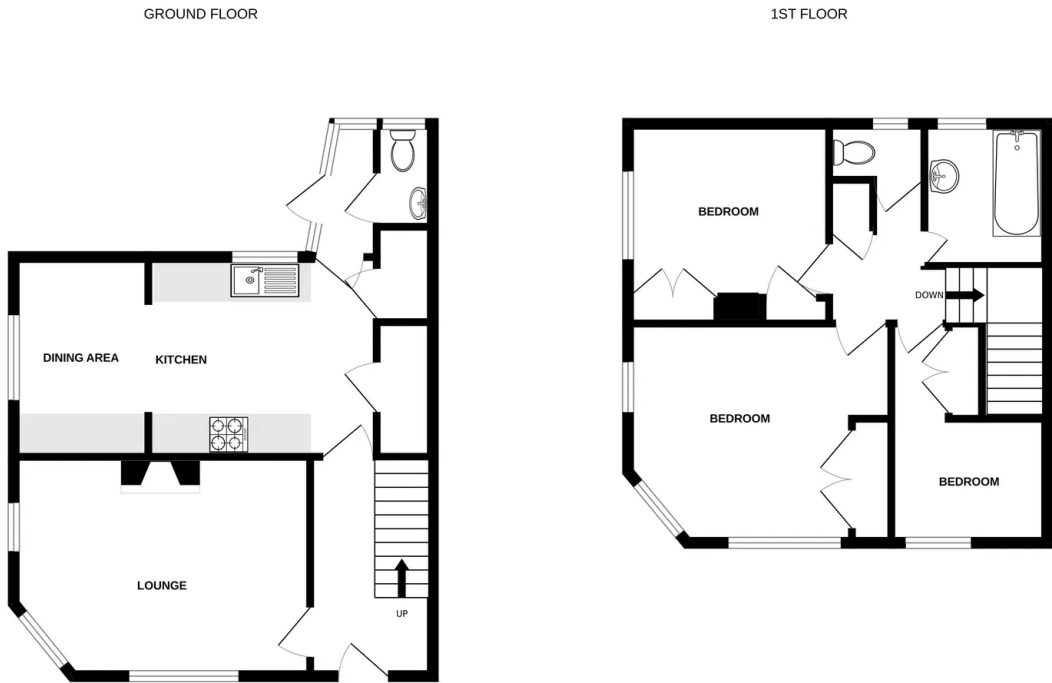 GROUND FLOOR
1ST FLOOR
BEDROOM
DOWN
DINING AREA
KITCHEN
BEDROOM
BEDROOM
LOUNGE
UP